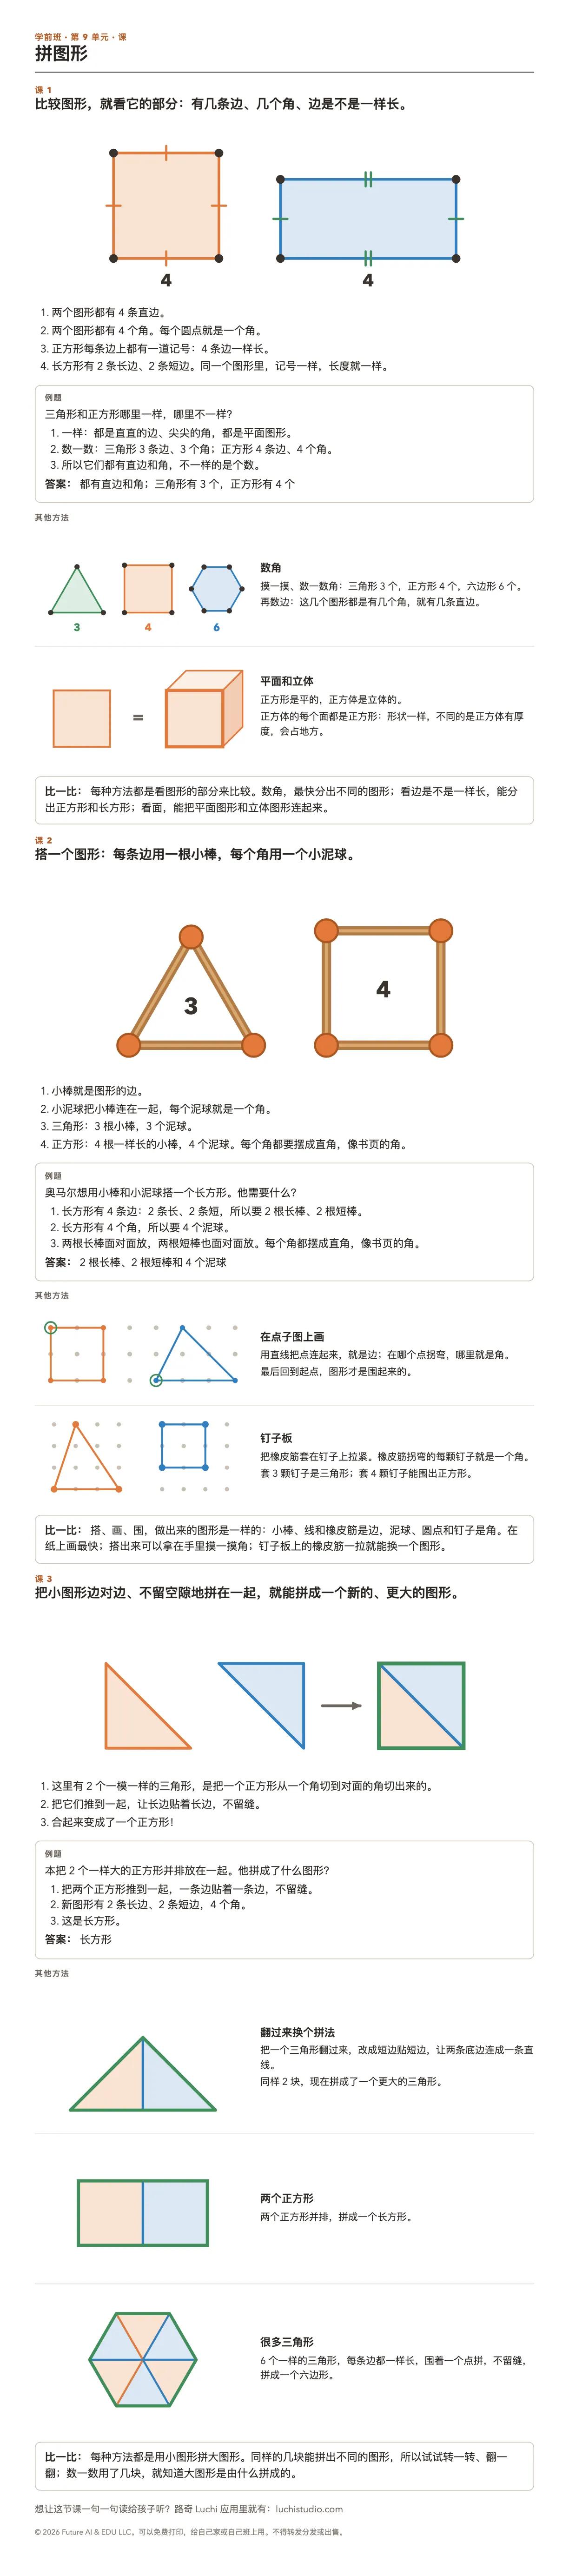 学前班 · 第 9 单元 · 课
拼图形
课 1
比较图形，就看它的部分：有几条边、几个角、边是不是一样长。
4
4
1. 两个图形都有 4 条直边。
2. 两个图形都有 4 个角。每个圆点就是一个角。
3. 正方形每条边上都有一道记号：4 条边一样长。
4. 长方形有 2 条长边、2 条短边。同一个图形里，记号一样，长度就一样。
例题
三角形和正方形哪里一样，哪里不一样？
1. 一样：都是直直的边、尖尖的角，都是平面图形。
2. 数一数：三角形 3 条边、3 个角；正方形 4 条边、4 个角。
3. 所以它们都有直边和角，不一样的是个数。
答案： 都有直边和角；三角形有 3 个，正方形有 4 个
其他方法
3
4
6
数角
摸一摸、数一数角：三角形 3 个，正方形 4 个，六边形 6 个。
再数边：这几个图形都是有几个角，就有几条直边。
=
平面和立体
正方形是平的，正方体是立体的。
正方体的每个面都是正方形：形状一样，不同的是正方体有厚
度，会占地方。
比一比： 每种方法都是看图形的部分来比较。数角，最快分出不同的图形；看边是不是一样长，能分
出正方形和长方形；看面，能把平面图形和立体图形连起来。
课 2
搭一个图形：每条边用一根小棒，每个角用一个小泥球。
3
4
1. 小棒就是图形的边。
2. 小泥球把小棒连在一起，每个泥球就是一个角。
3. 三角形：3 根小棒，3 个泥球。
4. 正方形：4 根一样长的小棒，4 个泥球。每个角都要摆成直角，像书页的角。
例题
奥马尔想用小棒和小泥球搭一个长方形。他需要什么？
1. 长方形有 4 条边：2 条长、2 条短，所以要 2 根长棒、2 根短棒。
2. 长方形有 4 个角，所以要 4 个泥球。
3. 两根长棒面对面放，两根短棒也面对面放。每个角都摆成直角，像书页的角。
答案： 2 根长棒、2 根短棒和 4 个泥球
其他方法
在点子图上画
用直线把点连起来，就是边；在哪个点拐弯，哪里就是角。
最后回到起点，图形才是围起来的。
钉子板
把橡皮筋套在钉子上拉紧。橡皮筋拐弯的每颗钉子就是一个角。
套 3 颗钉子是三角形；套 4 颗钉子能围出正方形。
比一比： 搭、画、围，做出来的图形是一样的：小棒、线和橡皮筋是边，泥球、圆点和钉子是角。在
纸上画最快；搭出来可以拿在手里摸一摸角；钉子板上的橡皮筋一拉就能换一个图形。
课 3
把小图形边对边、不留空隙地拼在一起，就能拼成一个新的、更大的图形。
1. 这里有 2 个一模一样的三角形，是把一个正方形从一个角切到对面的角切出来的。
2. 把它们推到一起，让长边贴着长边，不留缝。
3. 合起来变成了一个正方形！
例题
本把 2 个一样大的正方形并排放在一起。他拼成了什么图形？
1. 把两个正方形推到一起，一条边贴着一条边，不留缝。
2. 新图形有 2 条长边、2 条短边，4 个角。
3. 这是长方形。
答案： 长方形
其他方法
翻过来换个拼法
把一个三角形翻过来，改成短边贴短边，让两条底边连成一条直
线。
同样 2 块，现在拼成了一个更大的三角形。
两个正方形
两个正方形并排，拼成一个长方形。
很多三角形
6 个一样的三角形，每条边都一样长，围着一个点拼，不留缝，
拼成一个六边形。
比一比： 每种方法都是用小图形拼大图形。同样的几块能拼出不同的图形，所以试试转一转、翻一
翻；数一数用了几块，就知道大图形是由什么拼成的。
想让这节课一句一句读给孩子听？路奇 Luchi 应用里就有：luchistudio.com
© 2026 Future AI & EDU LLC。可以免费打印，给自己家或自己班上用。不得转发分发或出售。